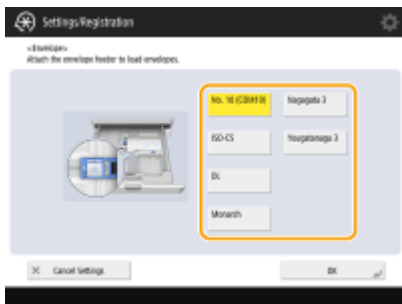 Settings/Registration
<Envelope>
Attach the envelope feeder to load envelopes.
No. 10 (COM10)
Nagagata 3
ISO-C5
Yougatanaga 3
DL
Monarch
Cancel Settings
OK